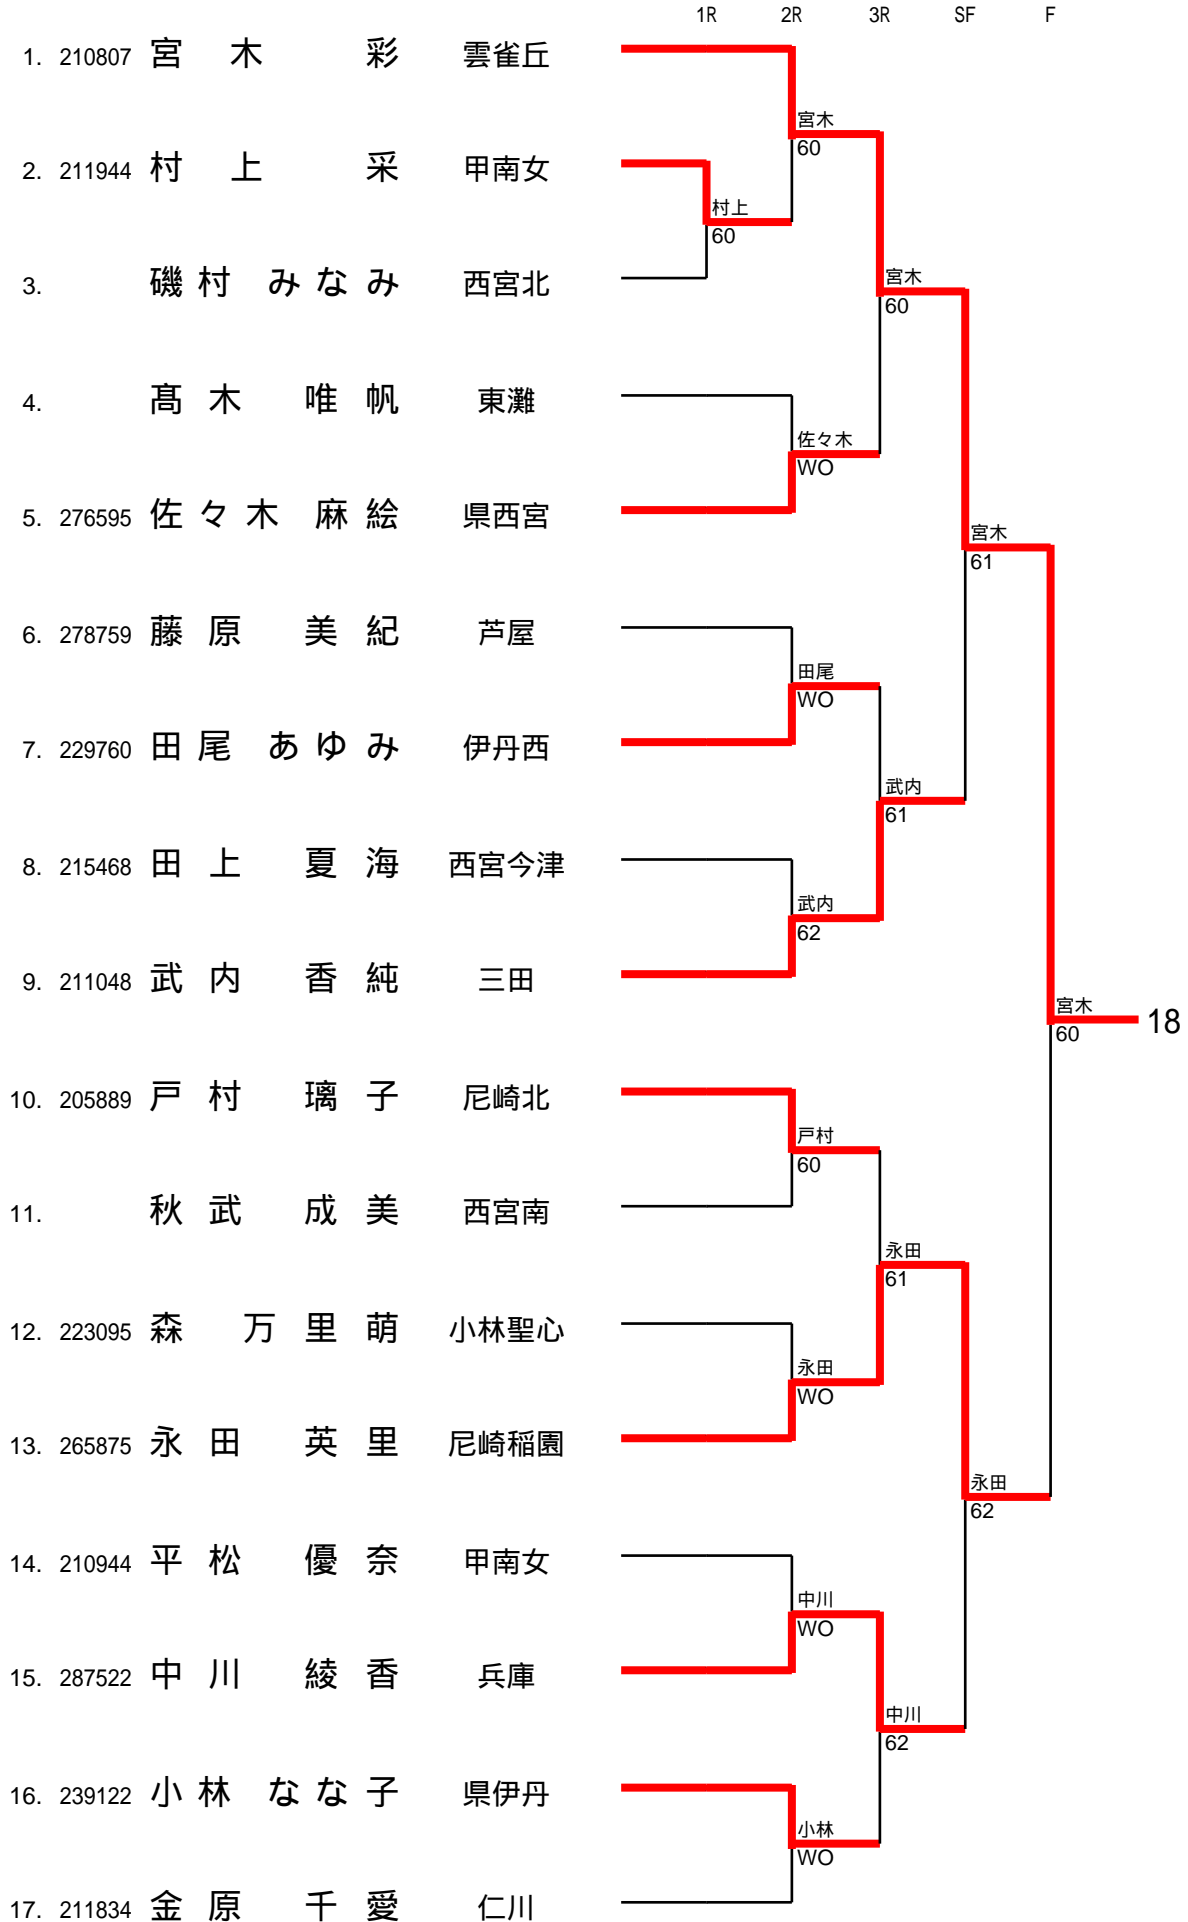 1R 2R 3R SF F
1. 210807 宮木 彩 雲雀丘
宮木
60
2. 211944 村上 采 甲南女
村上
60
3. 磯村 みなみ 西宮北
宮木
60
4. 髙木 唯帆 東灘
佐々木
WO
5. 276595 佐々木 麻絵 県西宮
宮木
61
6. 278759 藤原 美紀 芦屋
田尾
WO
7. 229760 田尾 あゆみ 伊丹西
武内
61
8. 215468 田上 夏海 西宮今津
武内
62
9. 211048 武内 香純 三田
宮木
60
18
10. 205889 戸村 璃子 尼崎北
戸村
60
11. 秋武 成美 西宮南
永田
61
12. 223095 森 万里萌 小林聖心
永田
WO
13. 265875 永田 英里 尼崎稲園
永田
62
14. 210944 平松 優奈 甲南女
中川
WO
15. 287522 中川 綾香 兵庫
中川
62
16. 239122 小林 なな子 県伊丹
小林
WO
17. 211834 金原 千愛 仁川